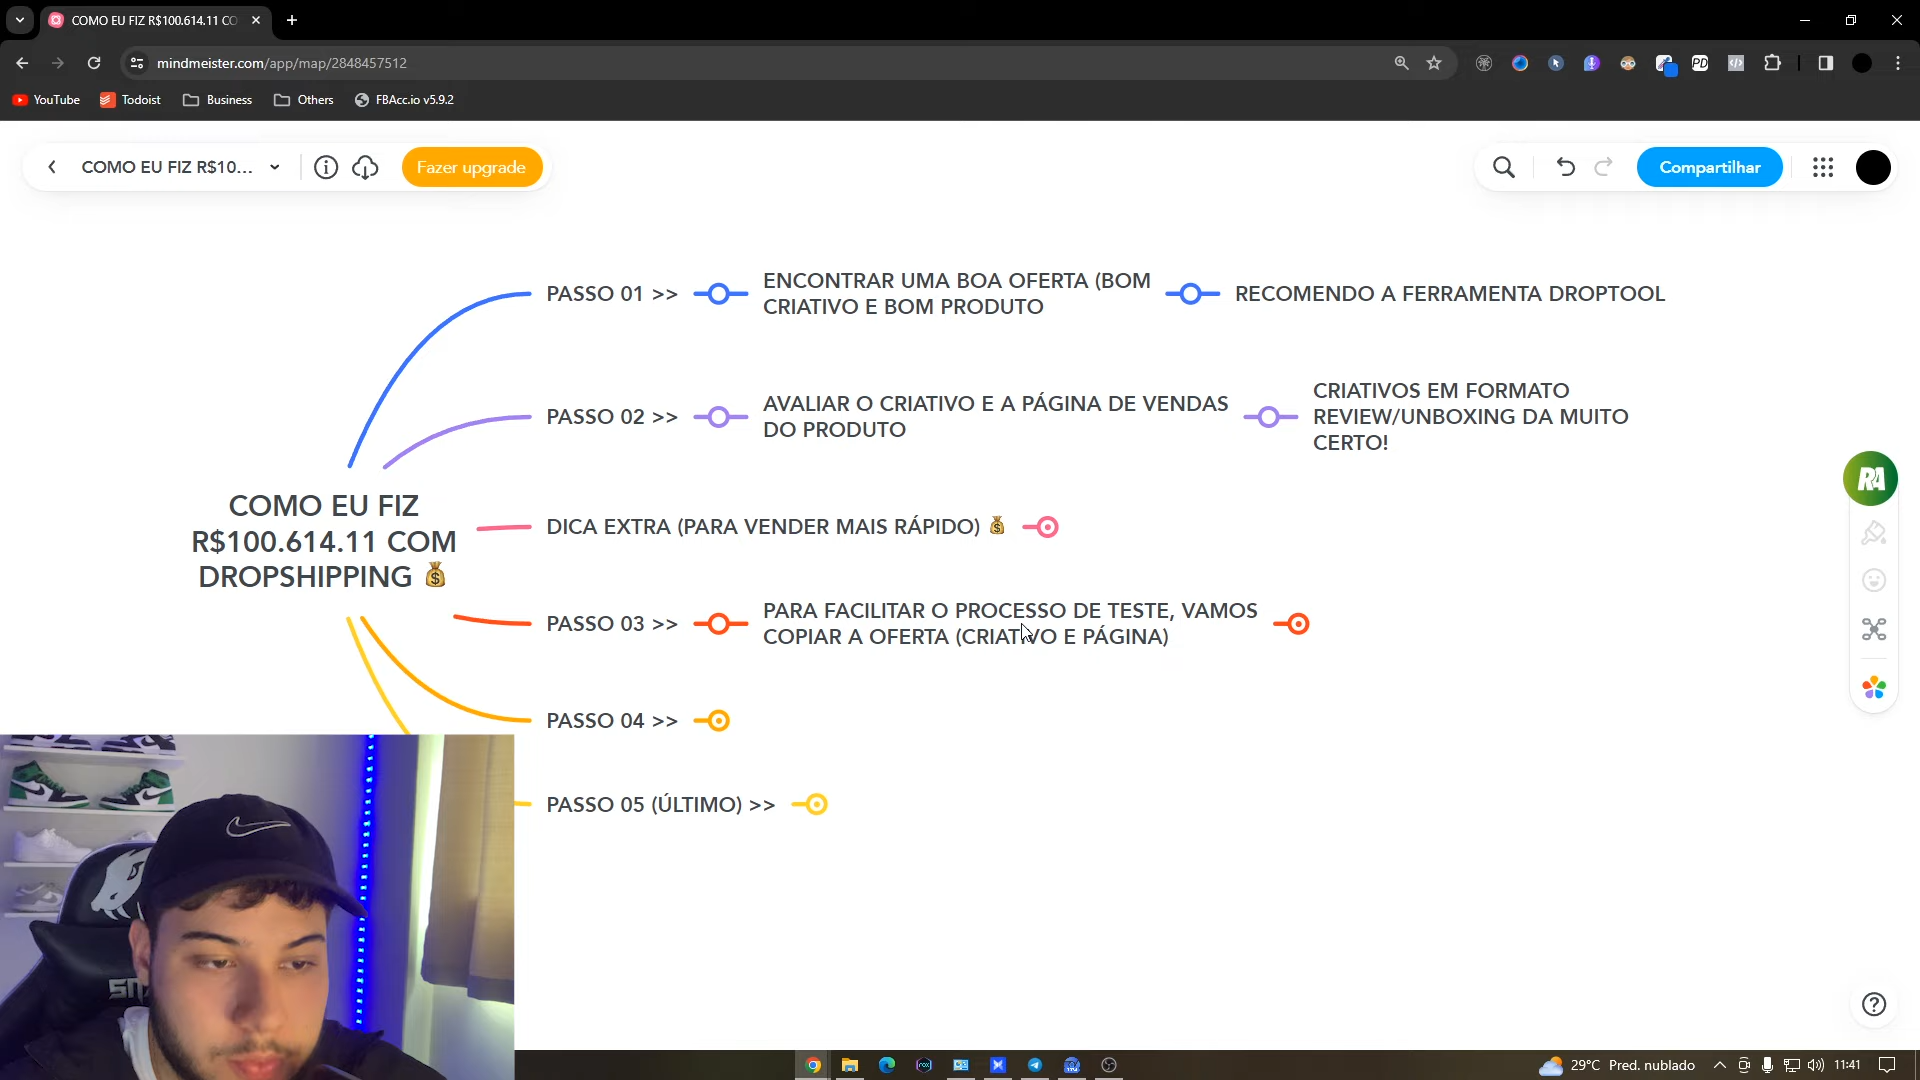 COMO EU FIZ R$100.614.11 CO
mindmeister.com/app/map/2848457512
YouTube
Todoist
Business
Others
FBAcc.io v5.9.2
COMO EU FIZ R$10...
Fazer upgrade
Compartilhar
PASSO 01 >>
ENCONTRAR UMA BOA OFERTA (BOM
CRIATIVO E BOM PRODUTO
RECOMENDO A FERRAMENTA DROPTOOL
PASSO 02 >>
AVALIAR O CRIATIVO E A PÁGINA DE VENDAS
DO PRODUTO
CRIATIVOS EM FORMATO
REVIEW/UNBOXING DA MUITO
CERTO!
COMO EU FIZ
R$100.614.11 COM
DROPSHIPPING 💰
DICA EXTRA (PARA VENDER MAIS RÁPIDO) 💰
PASSO 03 >>
PARA FACILITAR O PROCESSO DE TESTE, VAMOS
COPIAR A OFERTA (CRIATIVO E PÁGINA)
PASSO 04 >>
PASSO 05 (ÚLTIMO) >>
RA
PD
29°C Pred. nublado
11:41